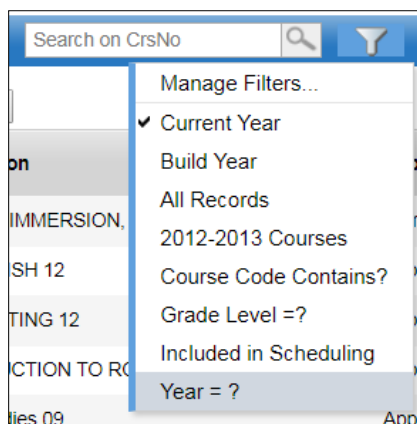 Search on CrsNo
Manage Filters...
on
Current Year
Build Year
All Records
IMMERSION,
2012-2013 Courses
SH 12
Course Code Contains?
TING 12
Grade Level =?
Included in Scheduling
UCTION TO RO
Year = ?
dies 09
App